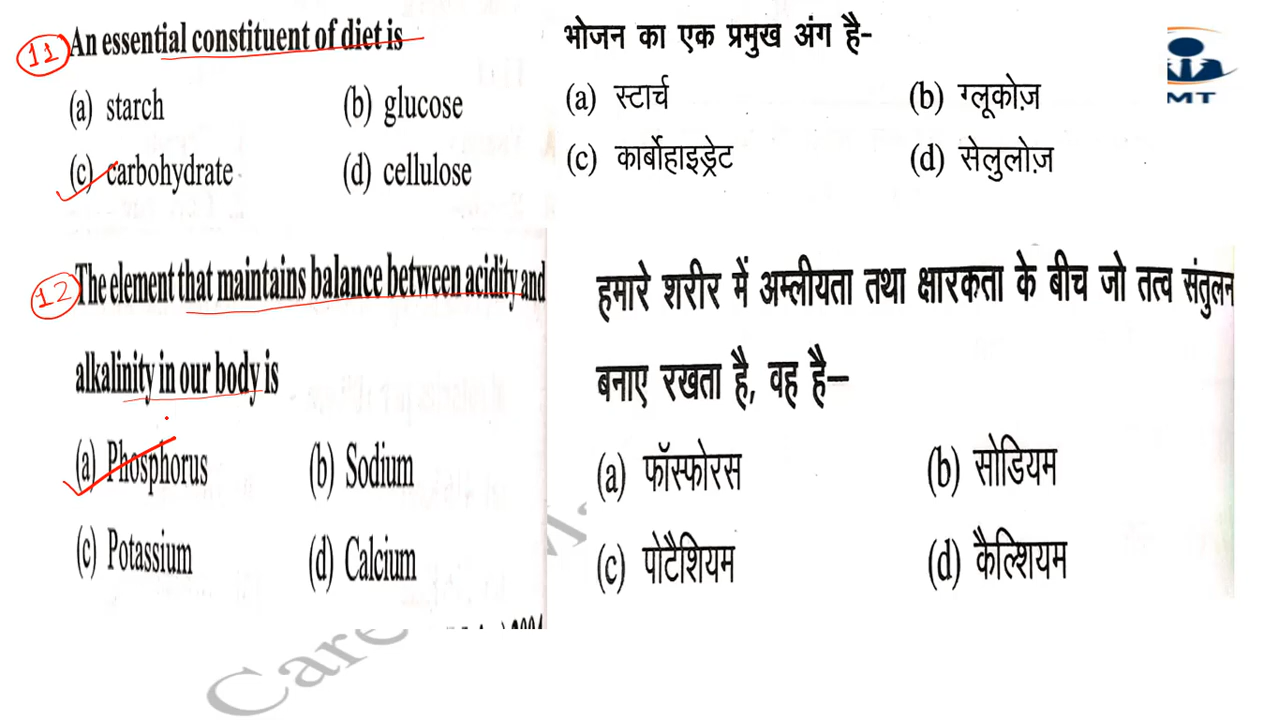 11 An essential constituent of diet is
(a) starch (b) glucose
(c) carbohydrate (d) cellulose
भोजन का एक प्रमुख अंग है-
(a) स्टार्च (b) ग्लूकोज़
(c) कार्बोहाइड्रेट (d) सेलुलोज़
MT
12 The element that maintains balance between acidity and
alkalinity in our body is
(a) Phosphorus (b) Sodium
(c) Potassium (d) Calcium
हमारे शरीर में अम्लीयता तथा क्षारकता के बीच जो तत्व संतुलन
बनाए रखता है, वह है–
(a) फॉस्फोरस (b) सोडियम
(c) पोटैशियम (d) कैल्शियम
Care